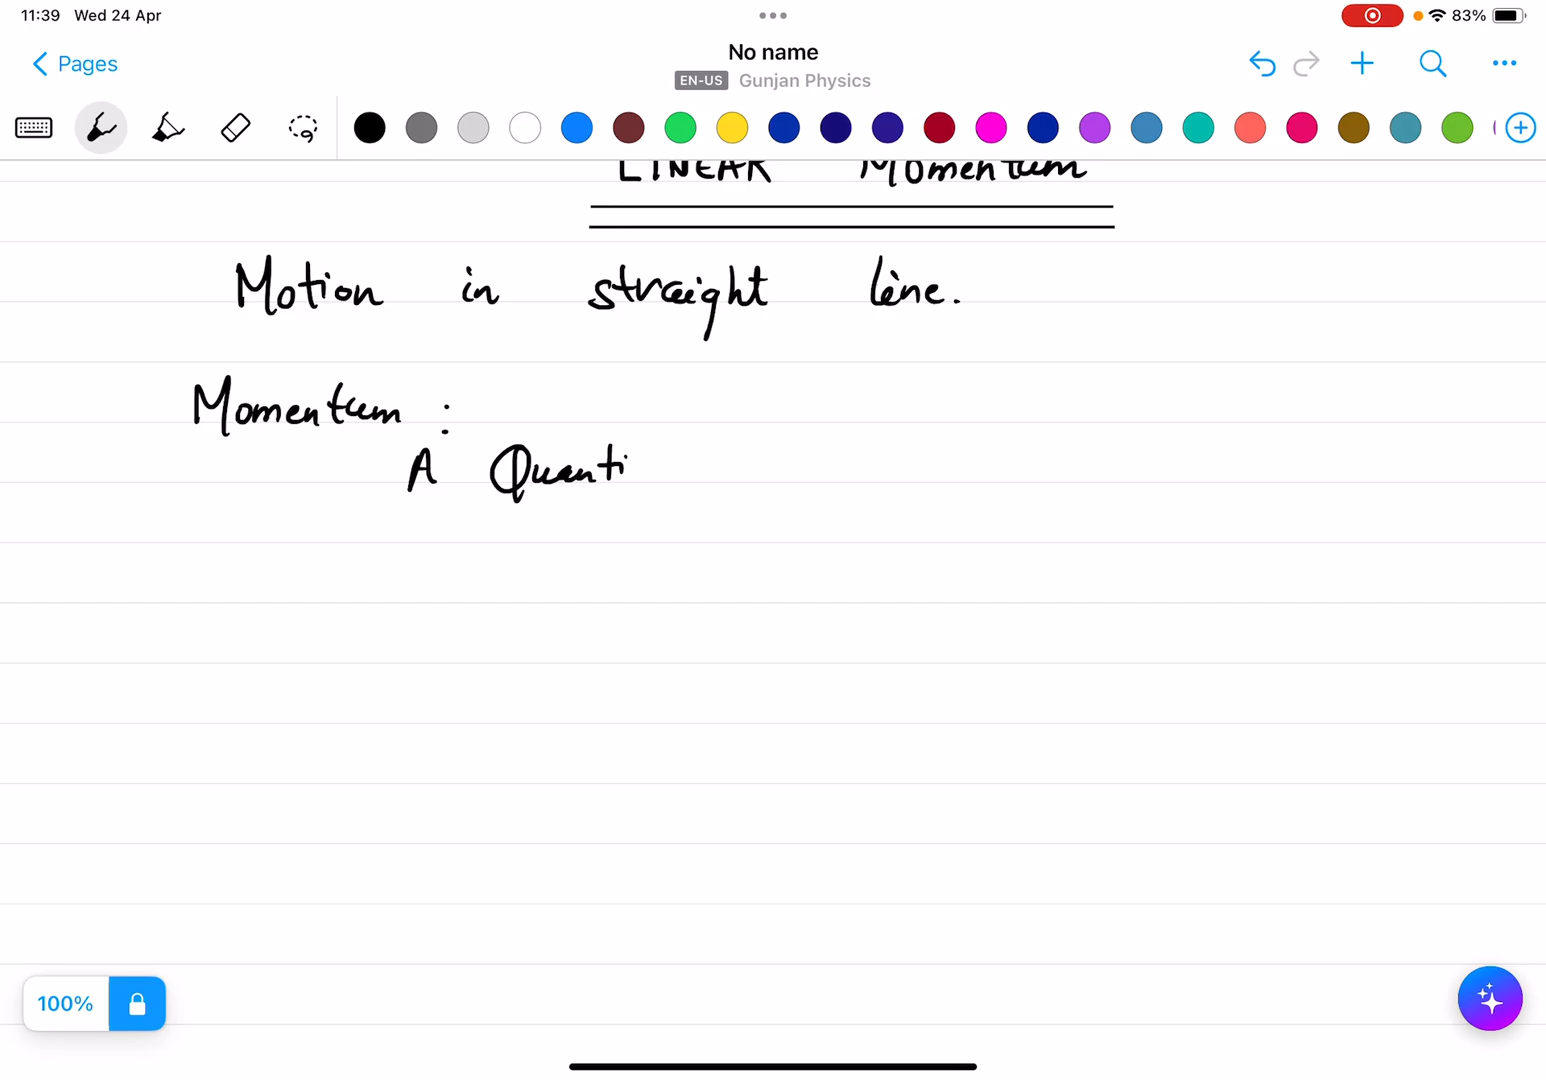 11:39 Wed 24 Apr
83%
Pages
No name
EN-US Gunjan Physics
LINEAR Momentum
Motion in straight line.
Momentum :
A Quanti
100%